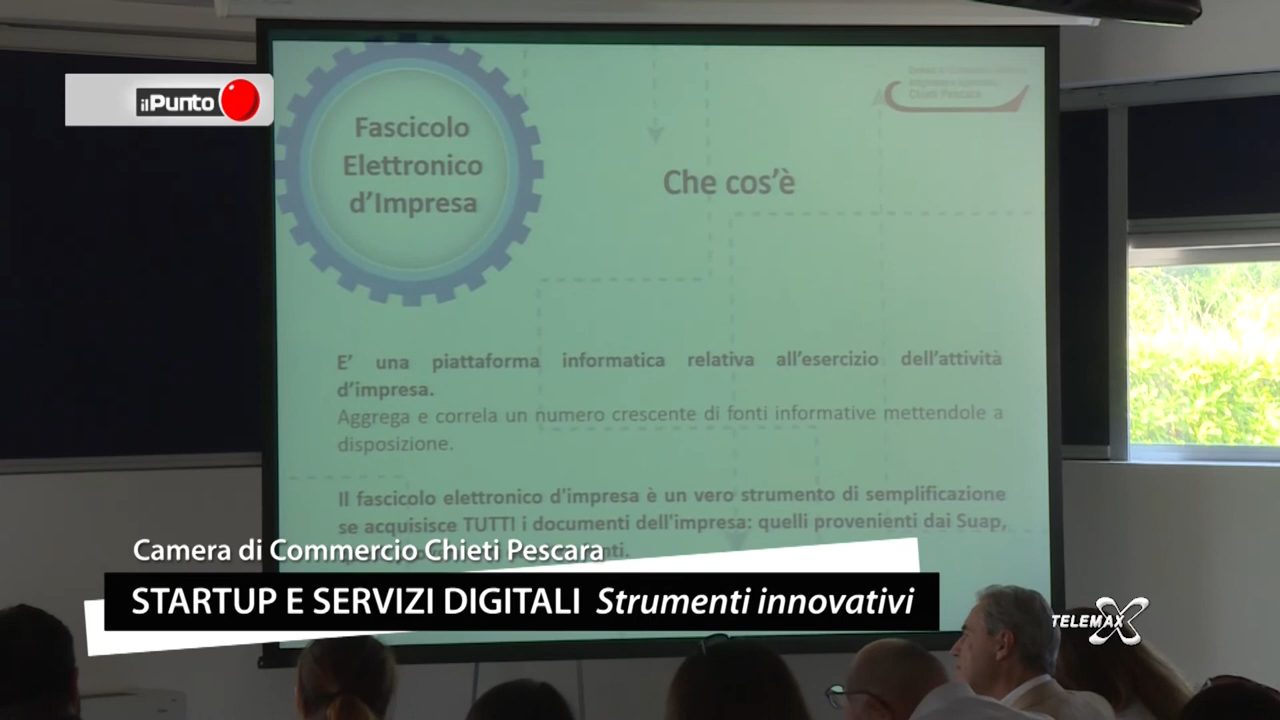 ilPunto
Fascicolo
Elettronico
d'Impresa
Chieti Pescara
Che cos'è
E' una piattaforma informatica relativa all'esercizio dell'attività
d'impresa.
Aggrega e correla un numero crescente di fonti informative mettendole a
disposizione.
Il fascicolo elettronico d'impresa è un vero strumento di semplificazione
se acquisisce TUTTI i documenti dell'impresa: quelli provenienti dai Suap,
Camera di Commercio Chieti Pescara
STARTUP E SERVIZI DIGITALI Strumenti innovativi
TELEMAX